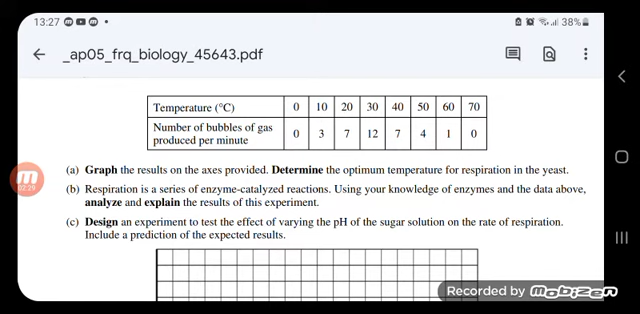 13:27
38%
_ap05_frq_biology_45643.pdf
Temperature (°C) 0 10 20 30 40 50 60 70
Number of bubbles of gas
produced per minute 0 3 7 12 7 4 1 0
(a) Graph the results on the axes provided. Determine the optimum temperature for respiration in the yeast.
(b) Respiration is a series of enzyme-catalyzed reactions. Using your knowledge of enzymes and the data above,
analyze and explain the results of this experiment.
(c) Design an experiment to test the effect of varying the pH of the sugar solution on the rate of respiration.
Include a prediction of the expected results.
02:29
Recorded by Mobizen